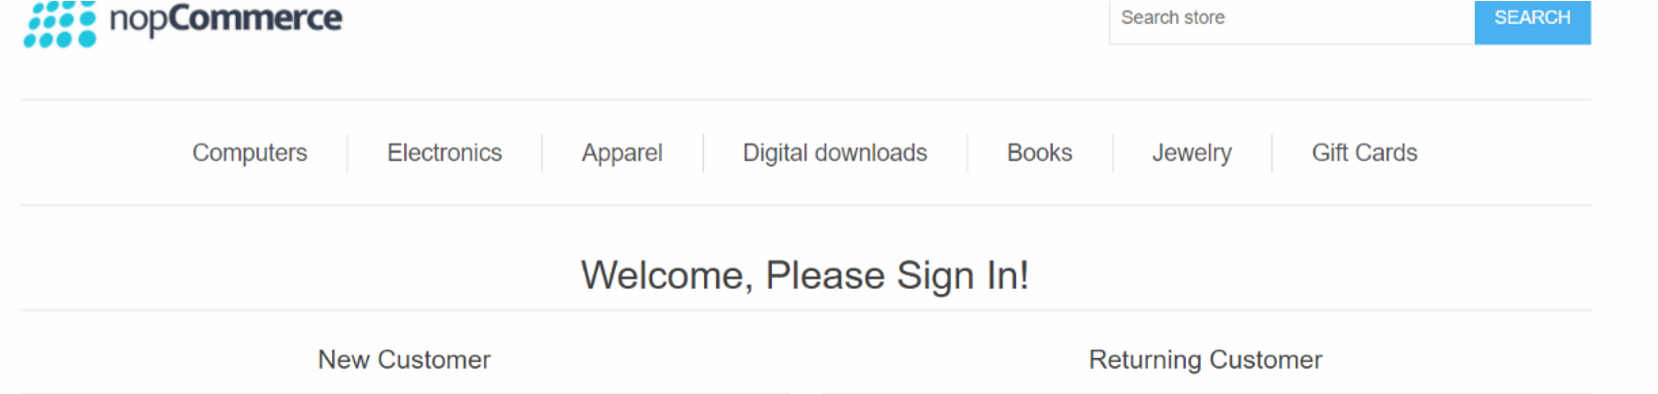 nopCommerce
Search store SEARCH
Computers Electronics Apparel Digital downloads Books Jewelry Gift Cards
Welcome, Please Sign In!
New Customer Returning Customer